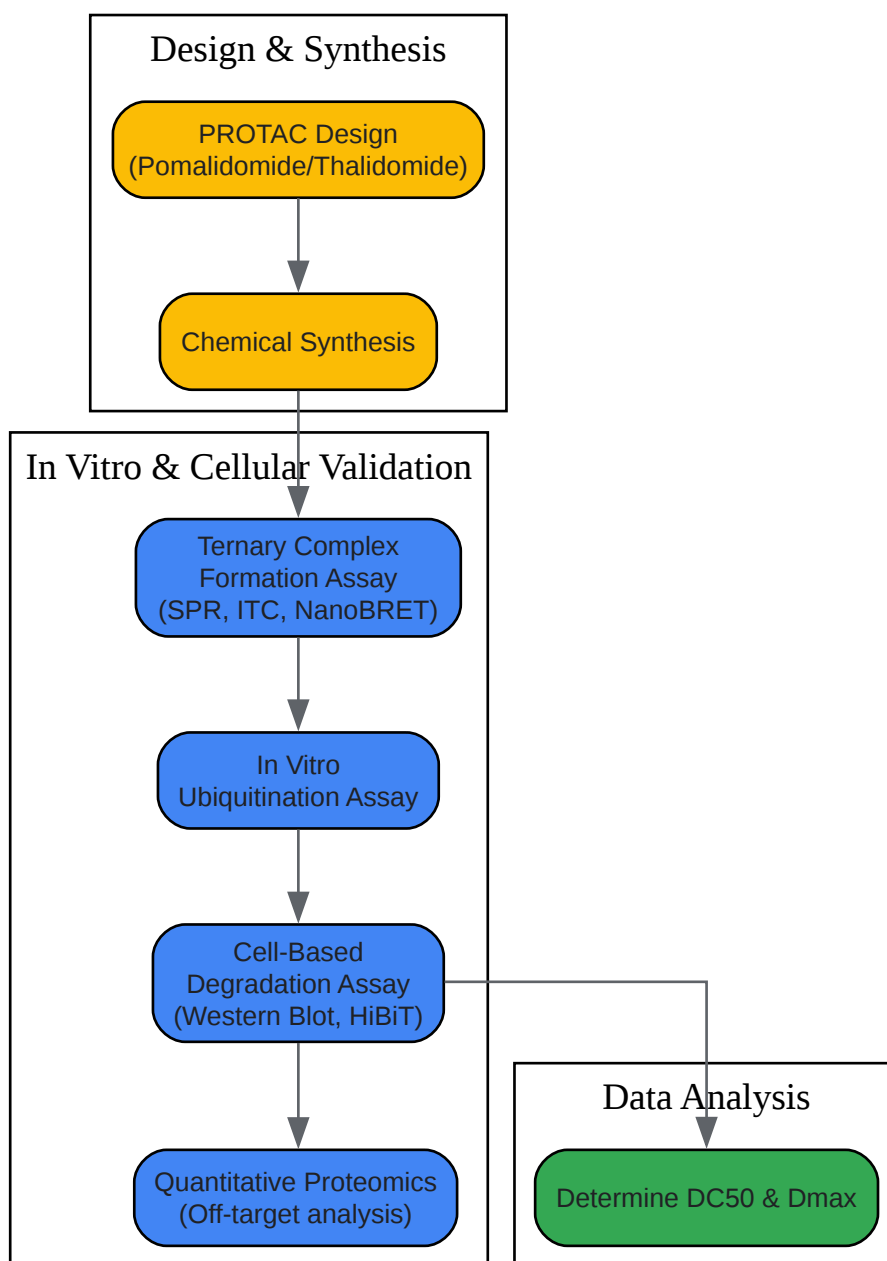 Design & Synthesis
PROTAC Design
(Pomalidomide/Thalidomide)
Chemical Synthesis
In Vitro & Cellular Validation
Ternary Complex
Formation Assay
(SPR, ITC, NanoBRET)
In Vitro
Ubiquitination Assay
Cell-Based
Degradation Assay
(Western Blot, HiBiT)
Quantitative Proteomics
(Off-target analysis)
Data Analysis
Determine DC50 & Dmax